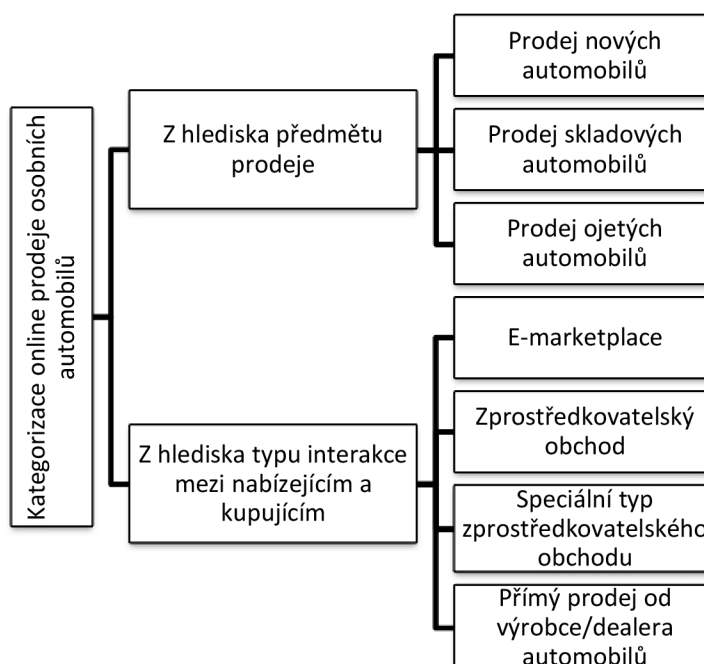 Kategorizace online prodeje osobních
automobilů
Z hlediska předmětu
prodeje
Prodej nových
automobilů
Prodej skladových
automobilů
Prodej ojetých
automobilů
Z hlediska typu interakce
mezi nabízejícím a
kupujícím
E-marketplace
Zprostředkovatelský
obchod
Speciální typ
zprostředkovatelského
obchodu
Přímý prodej od
výrobce/dealera
automobilů